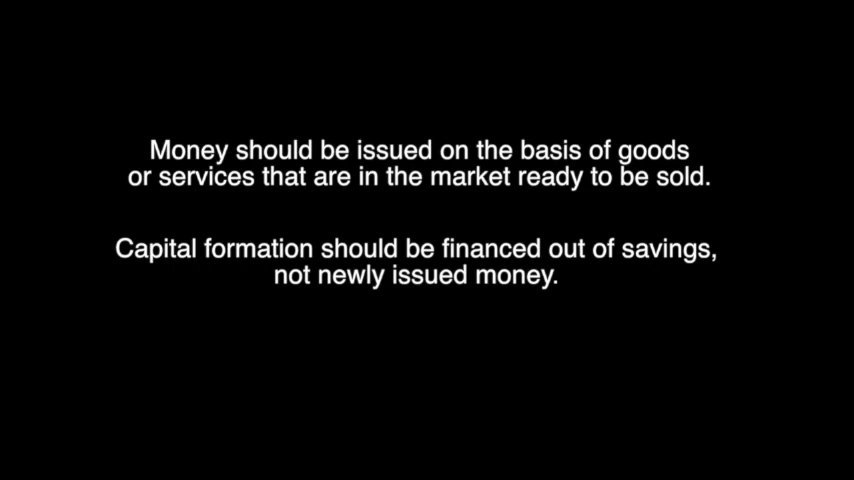 Money should be issued on the basis of goods
or services that are in the market ready to be sold.
Capital formation should be financed out of savings,
not newly issued money.